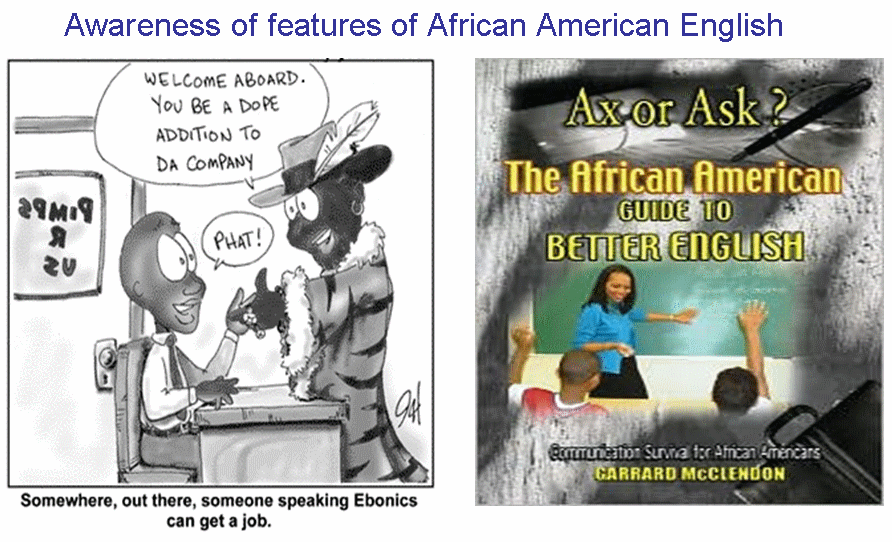 Awareness of features of African American English
WELCOME ABOARD.
YOU BE A DOPE
ADDITION TO
DA COMPANY
PHAT!
PIMPS
R
US
JH
Somewhere, out there, someone speaking Ebonics
can get a job.
Ax or Ask?
The African American
GUIDE TO
BETTER ENGLISH
Communication Survival for African Americans
GARRARD McCLENDON